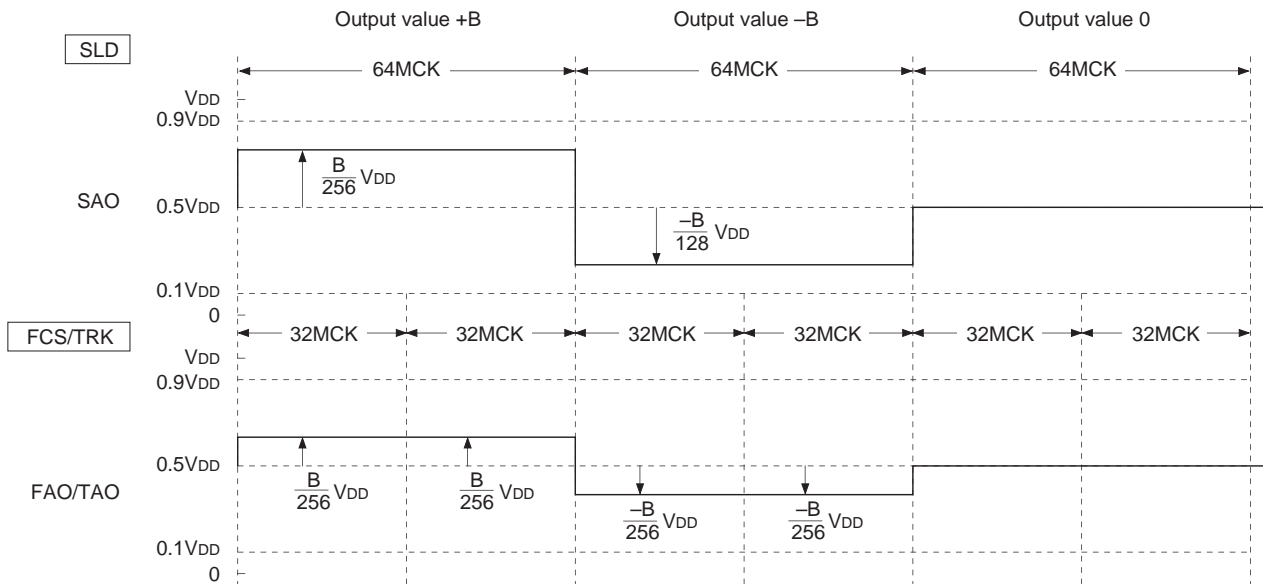 Output value +B
Output value –B
Output value 0
SLD
64MCK
64MCK
64MCK
VDD
0.9VDD
B
256
VDD
SAO
0.5VDD
–B
128
VDD
0.1VDD
0
FCS/TRK
32MCK
32MCK
32MCK
32MCK
32MCK
32MCK
VDD
0.9VDD
0.5VDD
FAO/TAO
B
256
VDD
B
256
VDD
–B
256
VDD
–B
256
VDD
0.1VDD
0